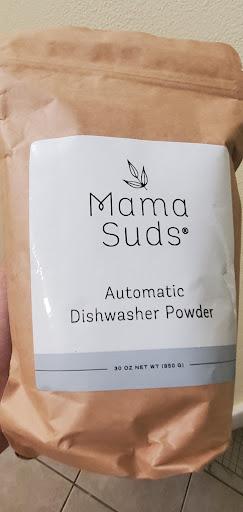 Mama
Suds®
Automatic
Dishwasher Powder
30 OZ NET WT (850 G)